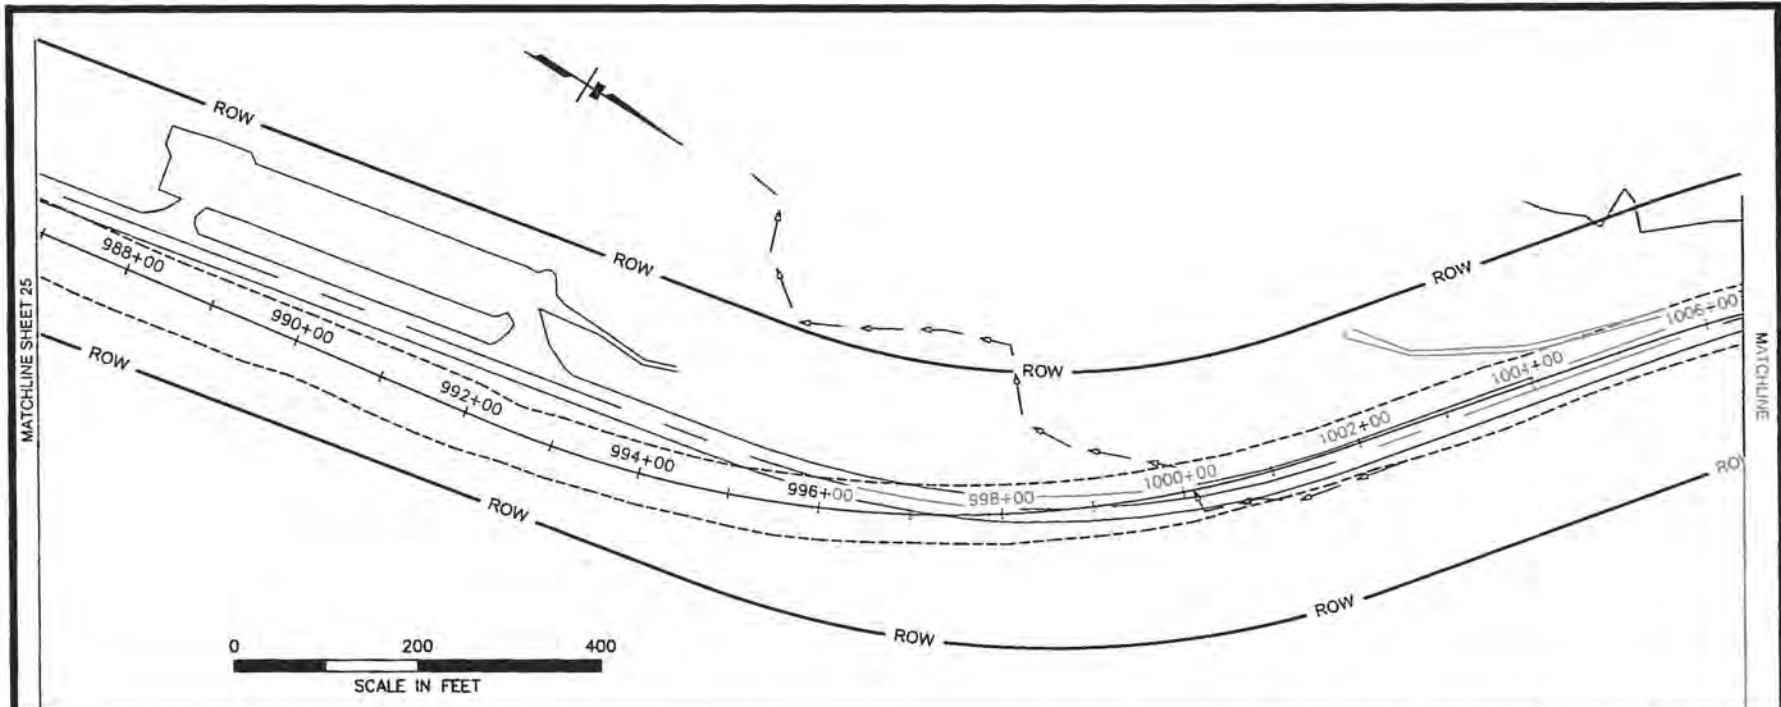 ROW
ROW
ROW
ROW
988+00
990+00
992+00
994+00
996+00
998+00
1000+00
1002+00
1004+00
1006+00
MATCHLINE SHEET 25
MATCHLINE
ROW
ROW
ROW
ROW
ROW
0 200 400
SCALE IN FEET